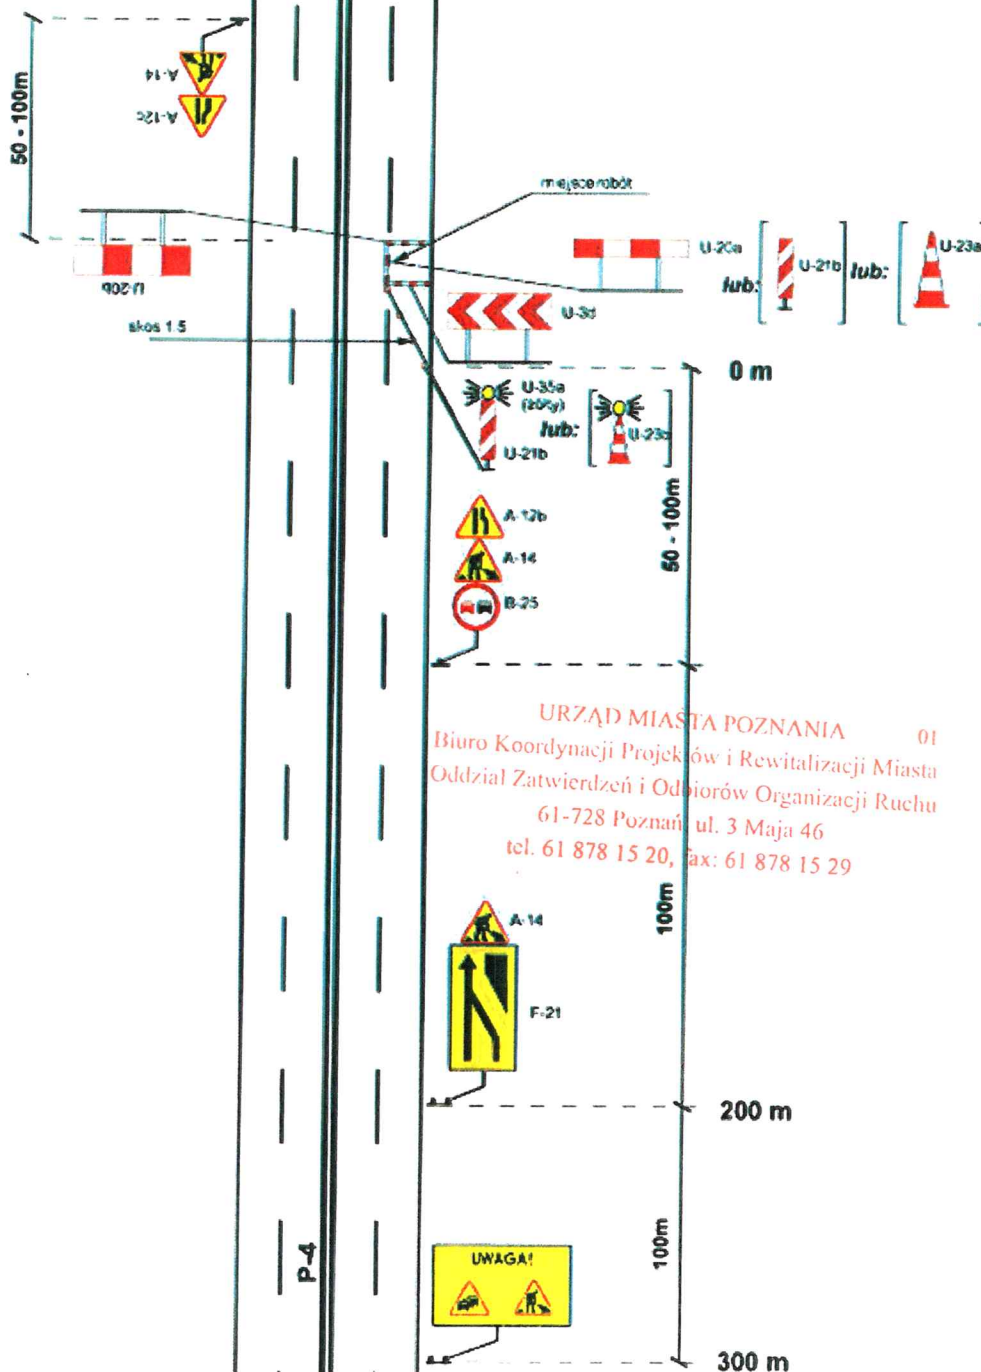 50 - 100m
A-14
A-12c
miejsce robót
U-20b
U-20a
lub:
U-21b
lub:
U-23a
U-3d
skos 1:5
0 m
U-35a
lub:
U-23c
U-21b
A-12b
A-14
B-25
50 - 100m
URZĄD MIASTA POZNANIA 01
Biuro Koordynacji Projektów i Rewitalizacji Miasta
Oddział Zatwierdzeń i Odbiorów Organizacji Ruchu
61-728 Poznań, ul. 3 Maja 46
tel. 61 878 15 20, fax: 61 878 15 29
100m
A-14
F-21
200 m
100m
P-4
UWAGA!
300 m